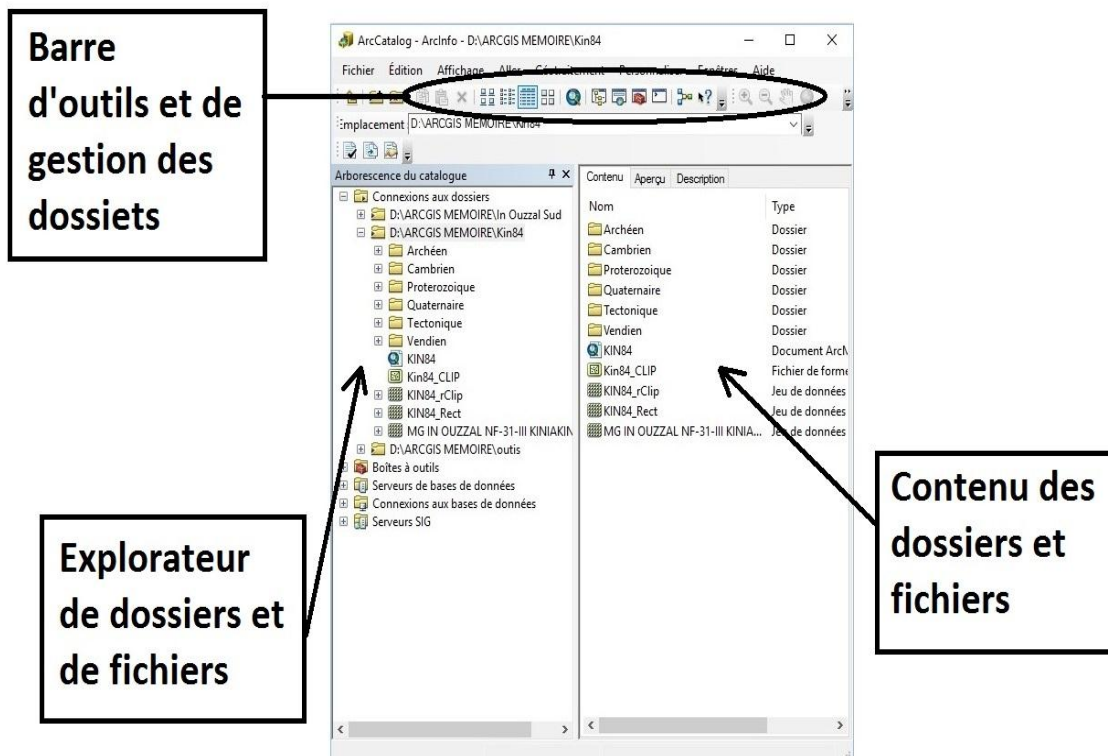 Barre
d'outils et de
gestion des
dossiets
ArcCatalog - ArcInfo - D:\ARCGIS MEMOIRE\Kin84
Fichier Édition Affichage Aller Géotraitement Personnaliser Fenêtres Aide
Emplacement D:\ARCGIS MEMOIRE\Kin84
Arborescence du catalogue
Connexions aux dossiers
D:\ARCGIS MEMOIRE\In Ouzzal Sud
D:\ARCGIS MEMOIRE\Kin84
Archéen
Cambrien
Proterozoique
Quaternaire
Tectonique
Vendien
KIN84
Kin84_CLIP
KIN84_rClip
KIN84_Rect
MG IN OUZZAL NF-31-III KINIAKIN
D:\ARCGIS MEMOIRE\outis
Boîtes à outils
Serveurs de bases de données
Connexions aux bases de données
Serveurs SIG
Contenu Aperçu Description
Nom Type
Archéen Dossier
Cambrien Dossier
Proterozoique Dossier
Quaternaire Dossier
Tectonique Dossier
Vendien Dossier
KIN84 Document ArcM
Kin84_CLIP Fichier de forme
KIN84_rClip Jeu de données
KIN84_Rect Jeu de données
MG IN OUZZAL NF-31-III KINIA... Jeu de données
Explorateur
de dossiers et
de fichiers
Contenu des
dossiers et
fichiers